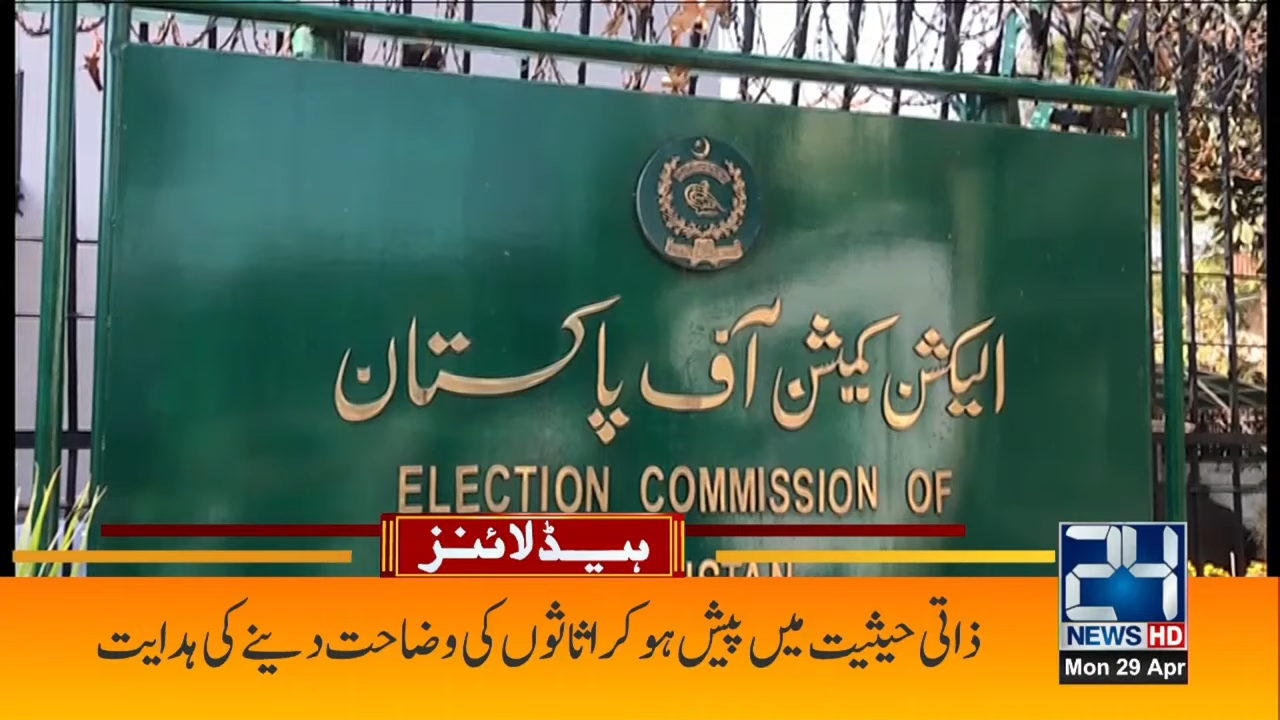 الیکشن کمیشن آف پاکستان
ELECTION COMMISSION OF
ہیڈلائنز
ذاتی حیثیت میں پیش ہو کر اثاثوں کی وضاحت دینے کی ہدایت
24
NEWS HD
Mon 29 Apr